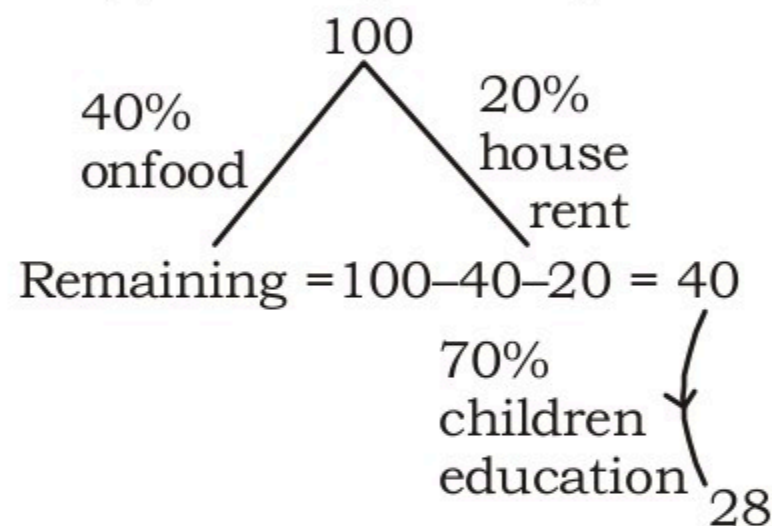 100
40%
onfood
20%
house
rent
Remaining =100–40–20 = 40
70%
children
education
28